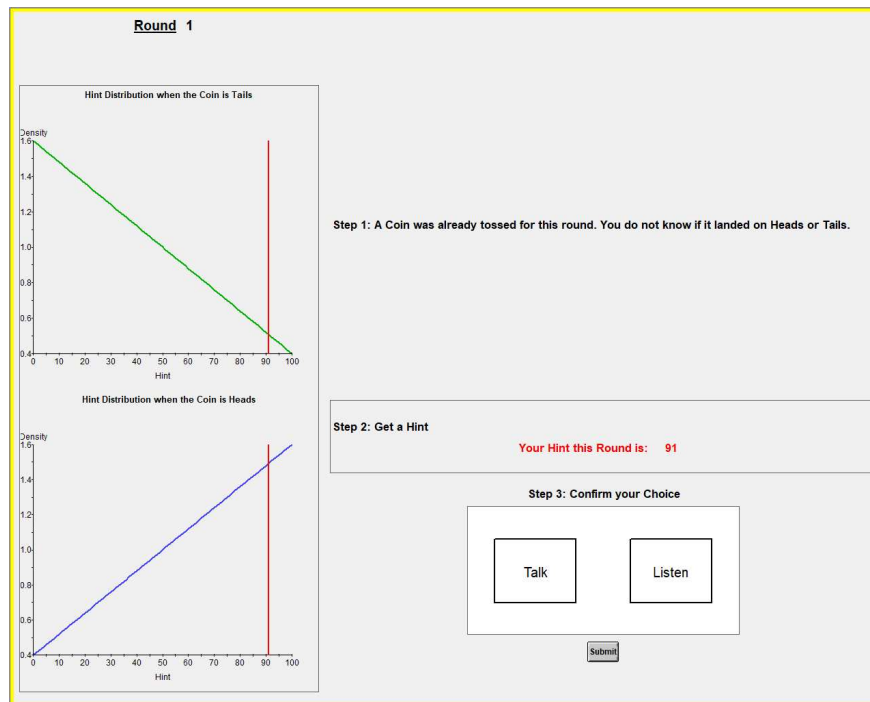 Round 1
Hint Distribution when the Coin is Tails
Density
1.6
1.4
1.2
1.0
0.8
0.6
0.4
0 10 20 30 40 50 60 70 80 90 100
Hint
Hint Distribution when the Coin is Heads
Density
1.6
1.4
1.2
1.0
0.8
0.6
0.4
0 10 20 30 40 50 60 70 80 90 100
Hint
Step 1: A Coin was already tossed for this round. You do not know if it landed on Heads or Tails.
Step 2: Get a Hint
Your Hint this Round is: 91
Step 3: Confirm your Choice
Talk Listen
Submit